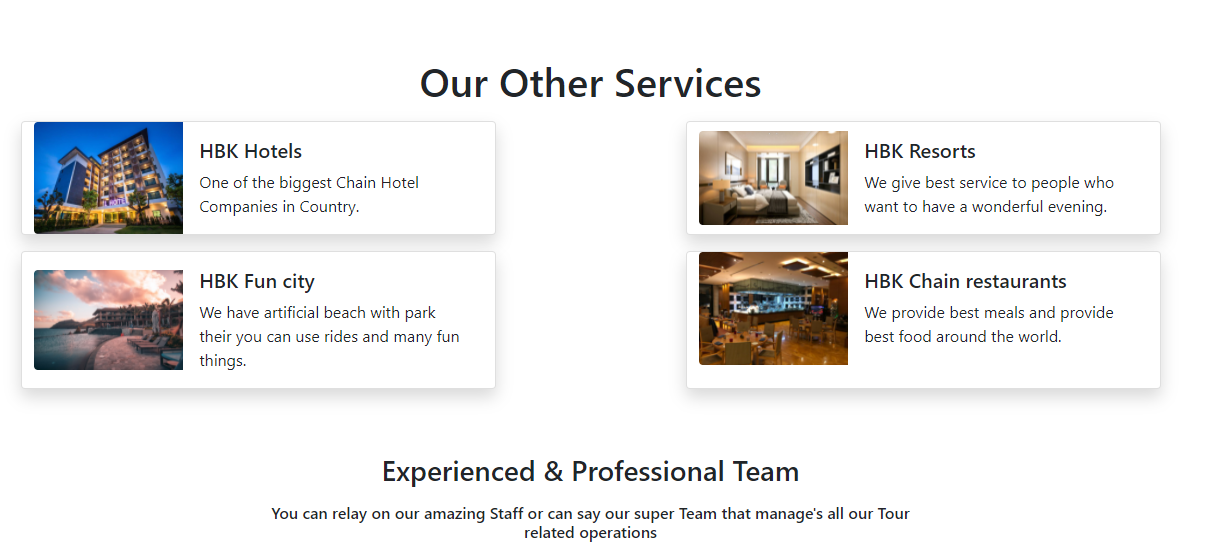 Our Other Services
HBK Hotels
One of the biggest Chain Hotel
Companies in Country.
HBK Resorts
We give best service to people who
want to have a wonderful evening.
HBK Fun city
We have artificial beach with park
their you can use rides and many fun
things.
HBK Chain restaurants
We provide best meals and provide
best food around the world.
Experienced & Professional Team
You can relay on our amazing Staff or can say our super Team that manage's all our Tour
related operations